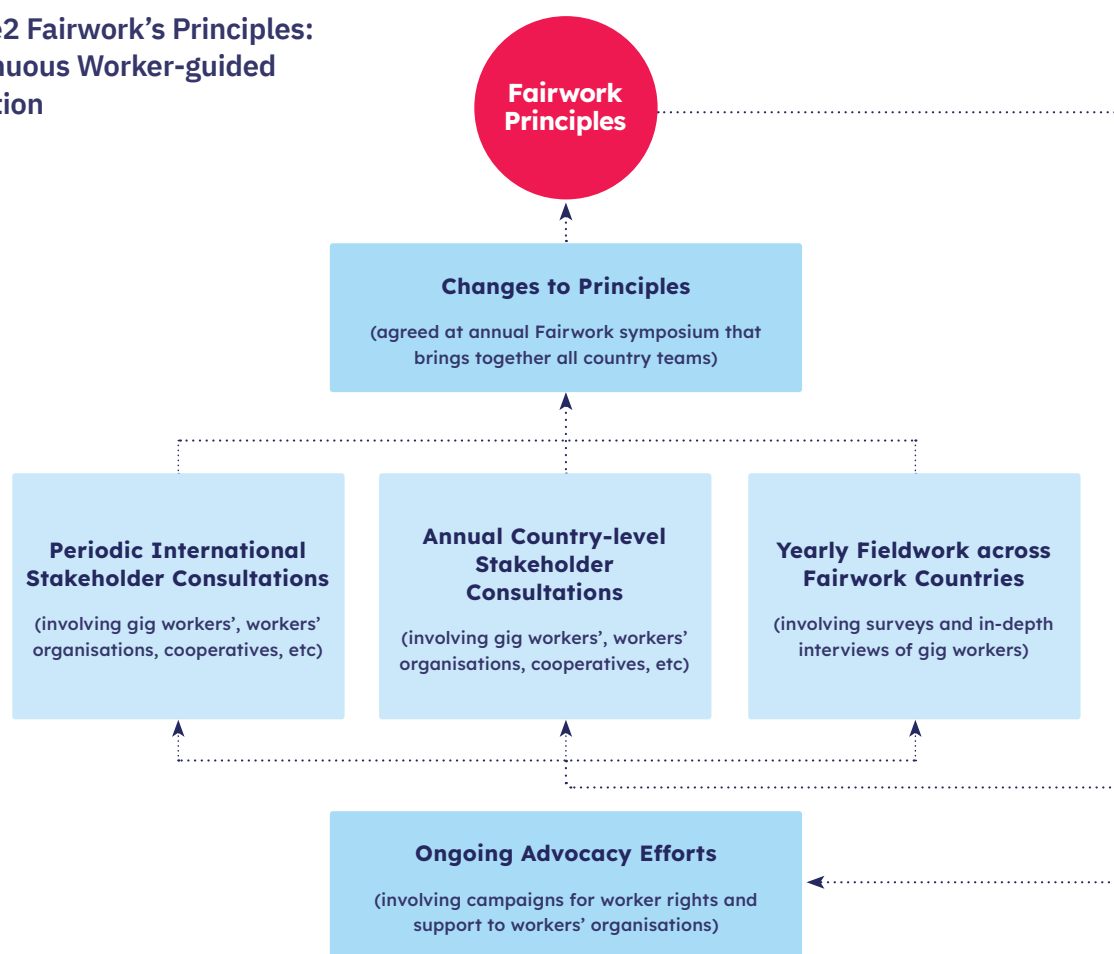 e2 Fairwork’s Principles:
nuous Worker-guided
tion
Fairwork
Principles
Changes to Principles
(agreed at annual Fairwork symposium that
brings together all country teams)
Periodic International
Stakeholder Consultations
(involving gig workers’, workers’
organisations, cooperatives, etc)
Annual Country-level
Stakeholder
Consultations
(involving gig workers’, workers’
organisations, cooperatives, etc)
Yearly Fieldwork across
Fairwork Countries
(involving surveys and in-depth
interviews of gig workers)
Ongoing Advocacy Efforts
(involving campaigns for worker rights and
support to workers’ organisations)